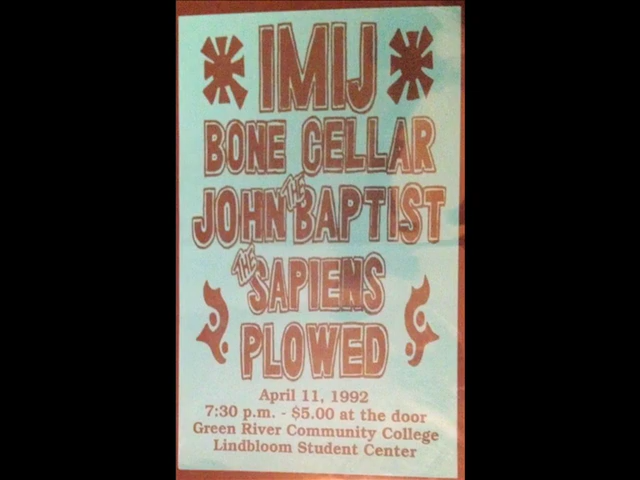 IMIJ
BONE CELLAR
JOHN THE BAPTIST
THE SAPIENS
PLOWED
April 11, 1992
7:30 p.m. - $5.00 at the door
Green River Community College
Lindbloom Student Center